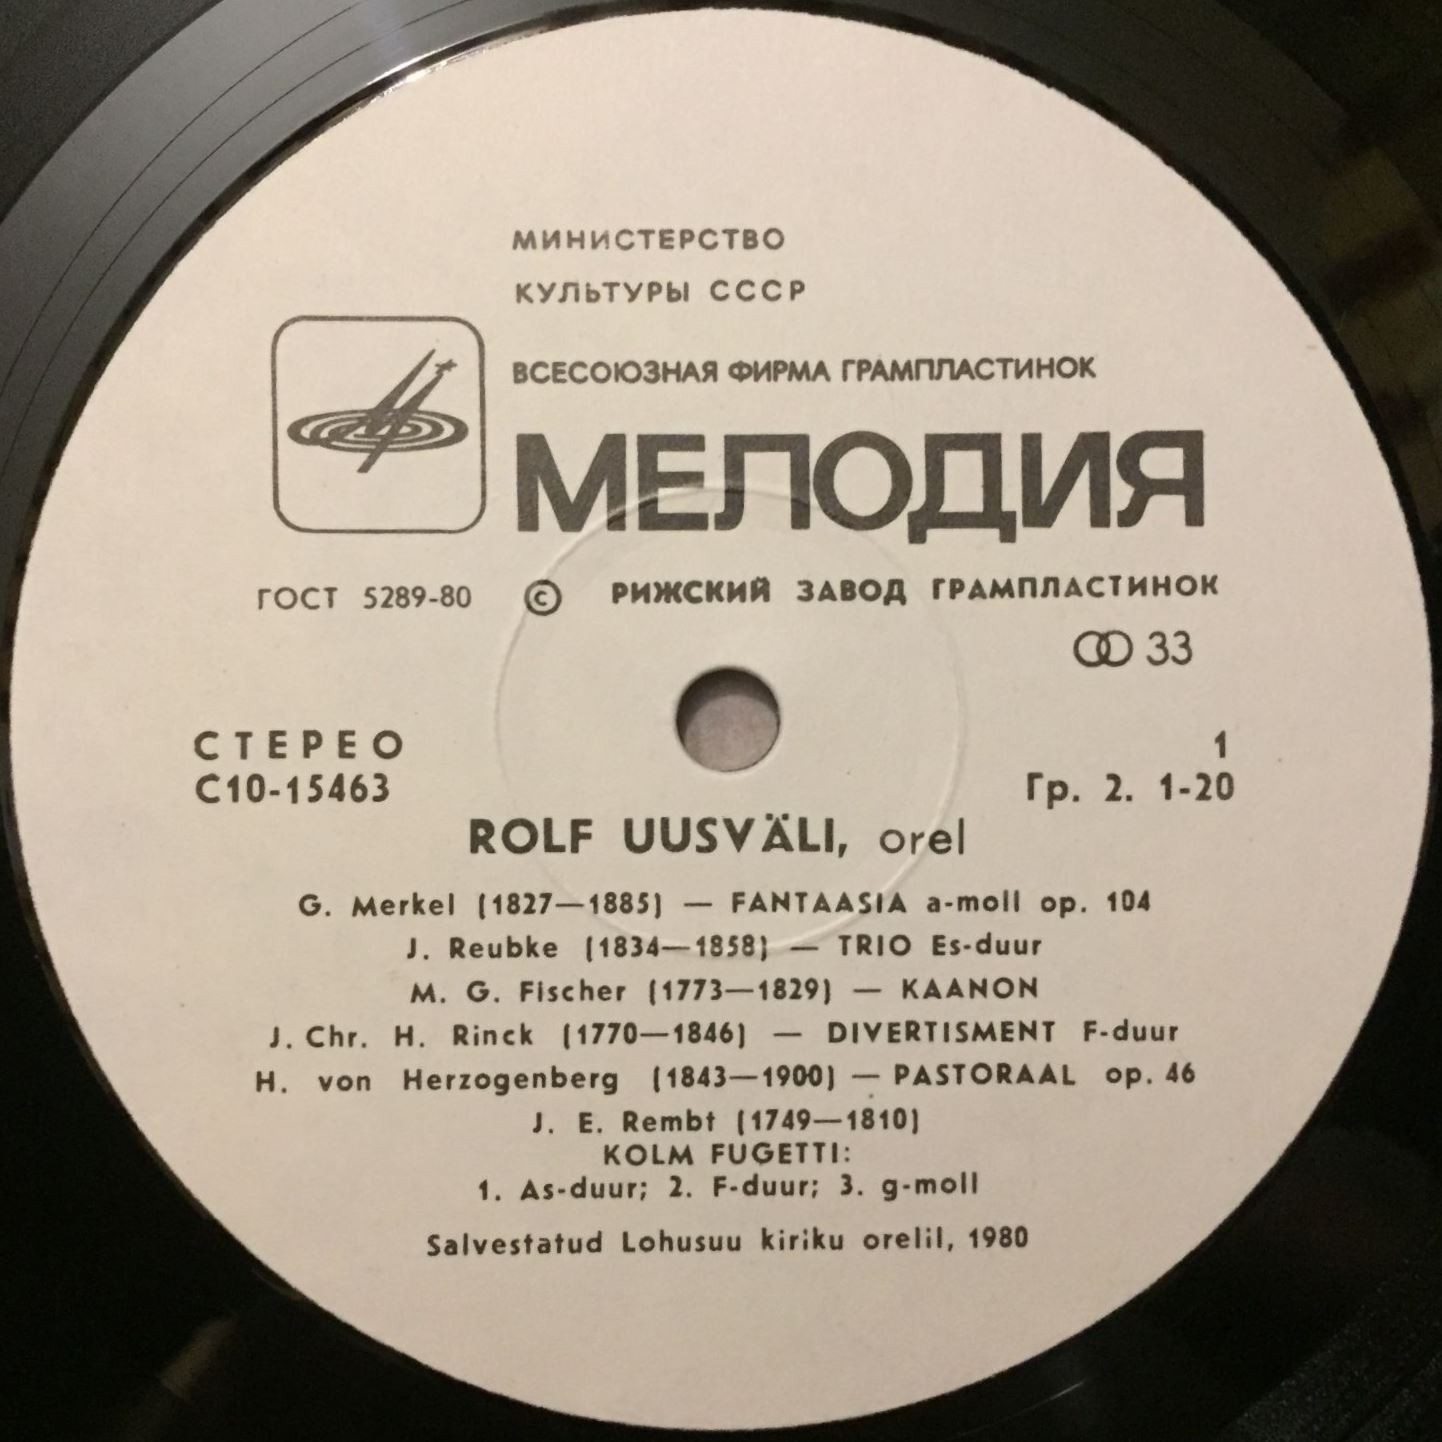 МИНИСТЕРСТВО
КУЛЬТУРЫ СССР
ВСЕСОЮЗНАЯ ФИРМА ГРАМПЛАСТИНОК
МЕЛОДИЯ
ГОСТ 5289-80 © РИЖСКИЙ ЗАВОД ГРАМПЛАСТИНОК
33
СТЕРЕО 1
С10-15463 Гр. 2. 1-20
ROLF UUSVÄLI, orel
G. Merkel (1827—1885) — FANTAASIA a-moll op. 104
J. Reubke (1834—1858) — TRIO Es-duur
M. G. Fischer (1773—1829) — KAANON
J. Chr. H. Rinck (1770—1846) — DIVERTISMENT F-duur
H. von Herzogenberg (1843—1900) — PASTORAAL op. 46
J. E. Rembt (1749—1810)
KOLM FUGETTI:
1. As-duur; 2. F-duur; 3. g-moll
Salvestatud Lohusuu kiriku orelil, 1980